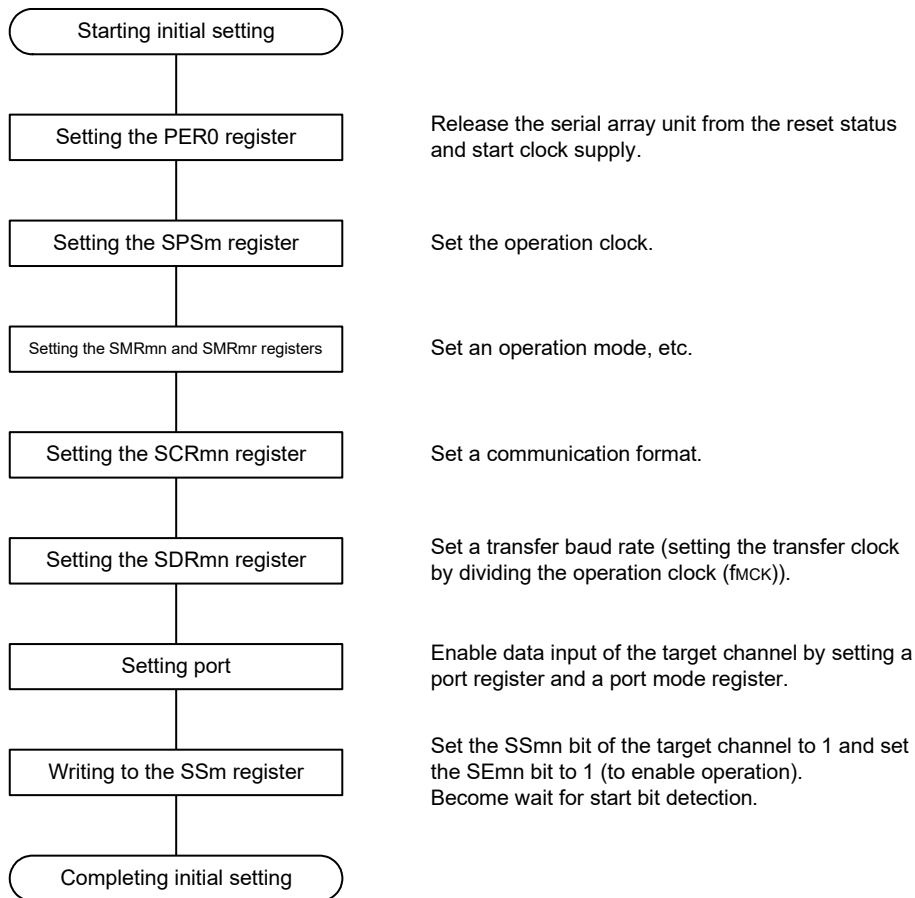 Starting initial setting
Setting the PER0 register
Release the serial array unit from the reset status
and start clock supply.
Setting the SPSm register
Set the operation clock.
Setting the SMRmn and SMRmr registers
Set an operation mode, etc.
Setting the SCRmn register
Set a communication format.
Setting the SDRmn register
Set a transfer baud rate (setting the transfer clock
by dividing the operation clock (fMCK)).
Setting port
Enable data input of the target channel by setting a
port register and a port mode register.
Writing to the SSm register
Set the SSmn bit of the target channel to 1 and set
the SEmn bit to 1 (to enable operation).
Become wait for start bit detection.
Completing initial setting